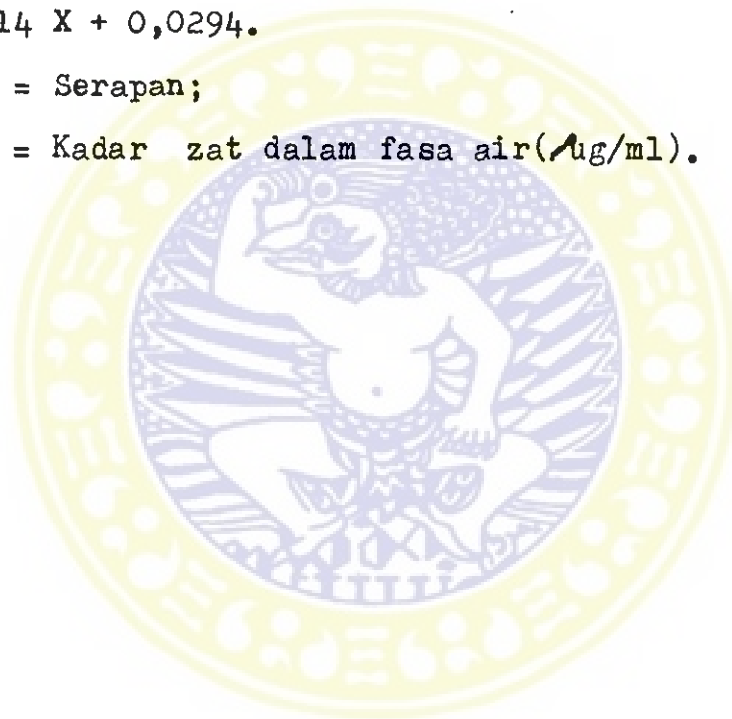 14 X + 0,0294.
= Serapan;
= Kadar zat dalam fasa air(µg/ml).